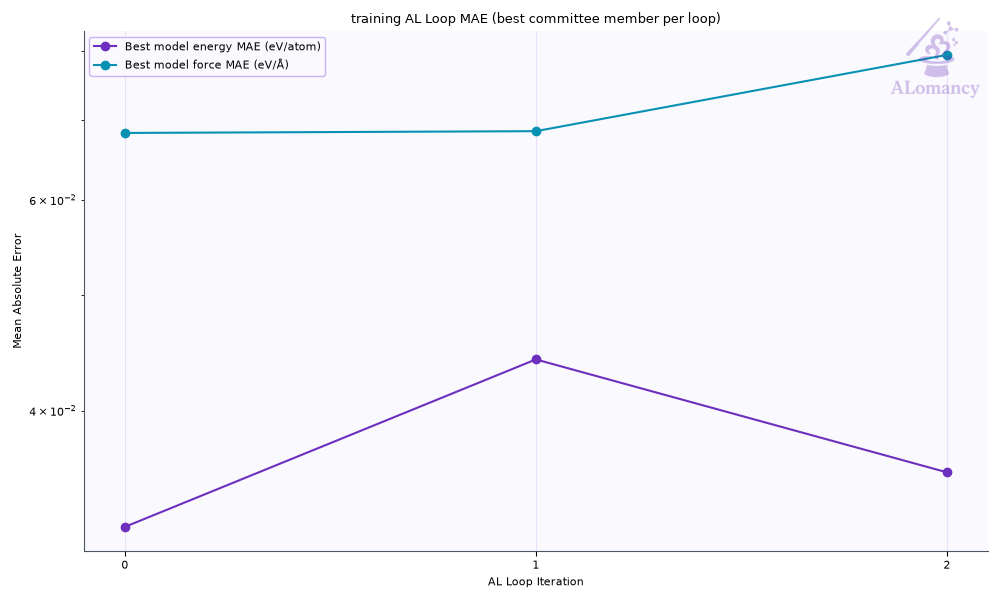 training AL Loop MAE (best committee member per loop)
Best model energy MAE (eV/atom)
Best model force MAE (eV/Å)
ALomancy
6 × 10⁻²
4 × 10⁻²
Mean Absolute Error
0
1
2
AL Loop Iteration